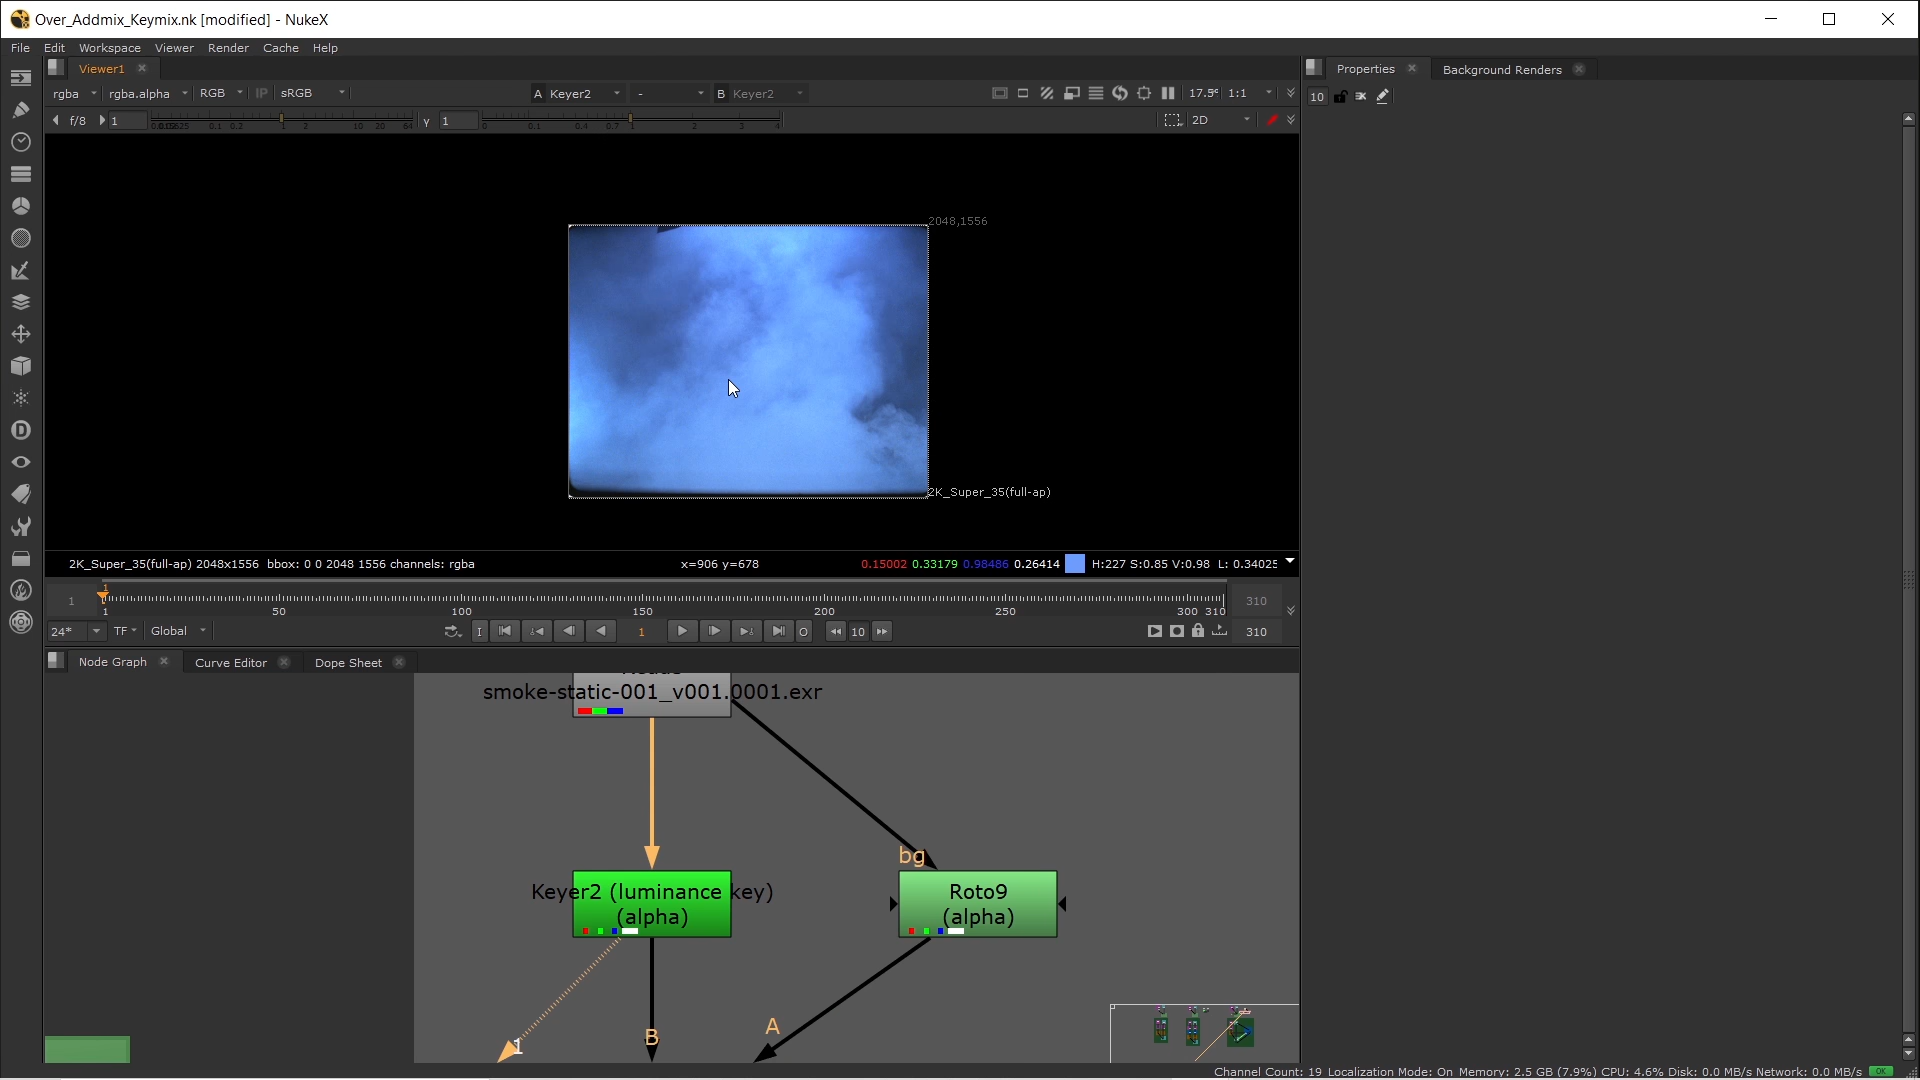 Over_Addmix_Keymix.nk [modified] - NukeX
File Edit Workspace Viewer Render Cache Help
Viewer1
Properties
Background Renders
rgba rgba.alpha RGB IP sRGB A Keyer2 - B Keyer2 1:1
10
f/8 1 y 1 2D
2048,1556
2K_Super_35(full-ap)
2K_Super_35(full-ap) 2048x1556 bbox: 0 0 2048 1556 channels: rgba x=906 y=678 0.15002 0.33179 0.98486 0.26414 H:227 S:0.85 V:0.98 L: 0.34025
1
1 310
1 50 100 150 200 250 300 310
24* TF Global I 1 O 10 310
Node Graph Curve Editor Dope Sheet
smoke-static-001_v001.0001.exr
bg
Keyer2 (luminance key)
(alpha)
Roto9
(alpha)
1 B A
Channel Count: 19 Localization Mode: On Memory: 2.5 GB (7.9%) CPU: 4.6% Disk: 0.0 MB/s Network: 0.0 MB/s OK